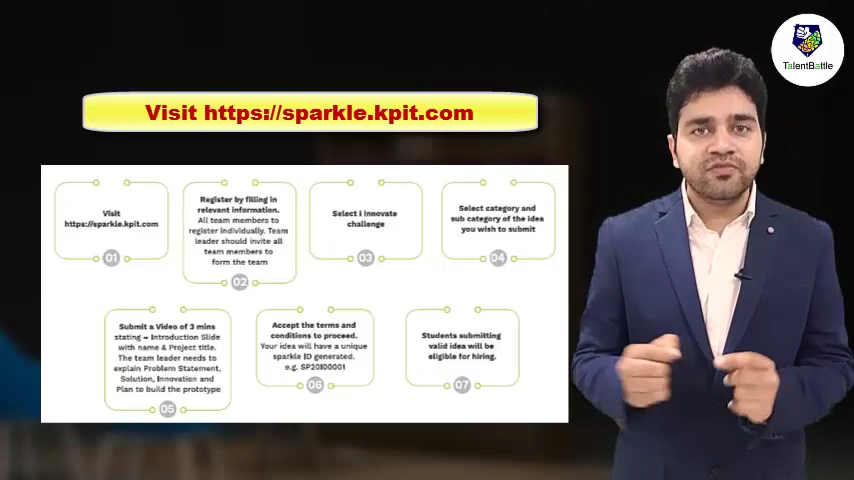 TalentBattle
Visit https://sparkle.kpit.com
Visit
https://sparkle.kpit.com
01
Register by filling in
relevant information.
All team members to
register individually. Team
leader should invite all
team members to
form the team
02
Select i Innovate
challenge
03
Select category and
sub category of the idea
you wish to submit
04
Submit a Video of 3 mins
stating – Introduction Slide
with name & Project title.
The team leader needs to
explain Problem Statement,
Solution, Innovation and
Plan to build the prototype
05
Accept the terms and
conditions to proceed.
Your idea will have a unique
sparkle ID generated.
e.g. SP20I00001
06
Students submitting
valid idea will be
eligible for hiring.
07